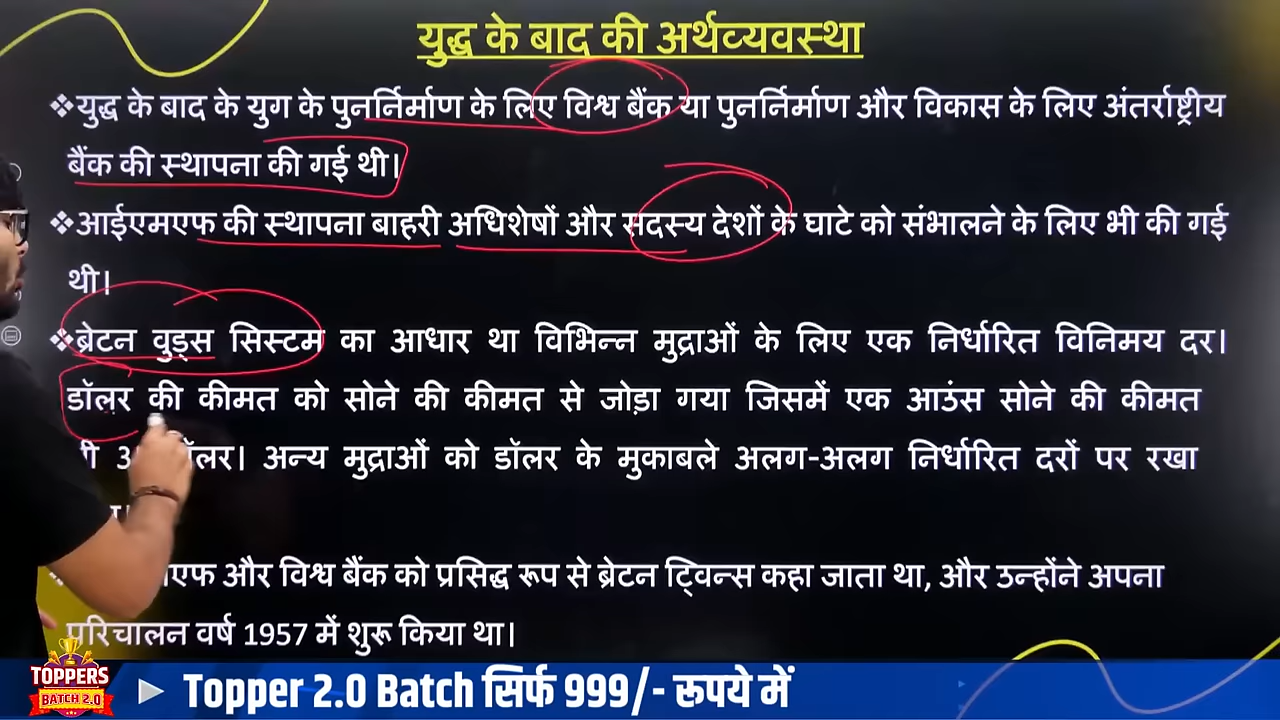 युद्ध के बाद की अर्थव्यवस्था
❖युद्ध के बाद के युग के पुनर्निर्माण के लिए विश्व बैंक या पुनर्निर्माण और विकास के लिए अंतर्राष्ट्रीय
बैंक की स्थापना की गई थी।
❖आईएमएफ की स्थापना बाहरी अधिशेषों और सदस्य देशों के घाटे को संभालने के लिए भी की गई
थी।
❖ब्रेटन वुड्स सिस्टम का आधार था विभिन्न मुद्राओं के लिए एक निर्धारित विनिमय दर।
डॉलर की कीमत को सोने की कीमत से जोड़ा गया जिसमें एक आउंस सोने की कीमत
अन्य मुद्राओं को डॉलर के मुकाबले अलग-अलग निर्धारित दरों पर रखा
और विश्व बैंक को प्रसिद्ध रूप से ब्रेटन ट्विन्स कहा जाता था, और उन्होंने अपना
परिचालन वर्ष 1957 में शुरू किया था।
TOPPERS
BATCH 2.0
Topper 2.0 Batch सिर्फ 999/- रूपये में